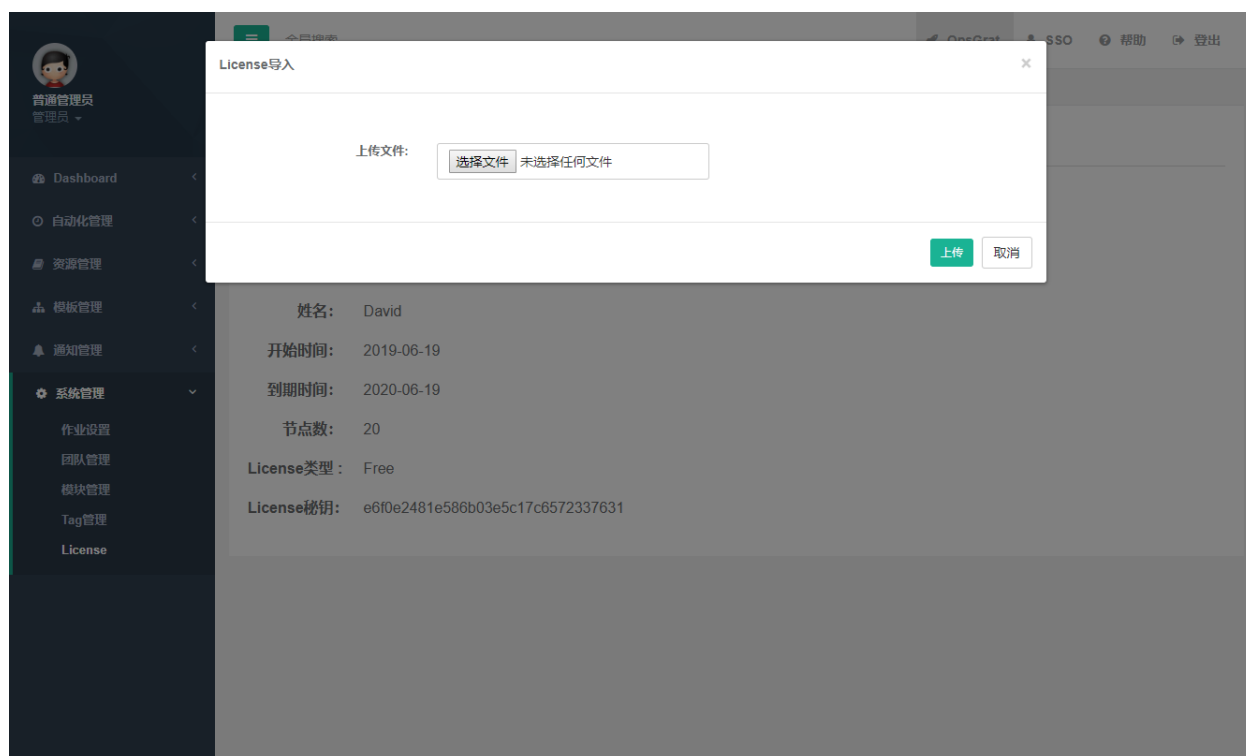 普通管理员
管理员
Dashboard
自动化管理
资源管理
模板管理
通知管理
系统管理
作业设置
团队管理
模块管理
Tag管理
License
全局搜索
OpsGrat
SSO
帮助
登出
License导入
×
上传文件:
选择文件 未选择任何文件
上传
取消
姓名: David
开始时间: 2019-06-19
到期时间: 2020-06-19
节点数: 20
License类型 : Free
License秘钥: e6f0e2481e586b03e5c17c6572337631